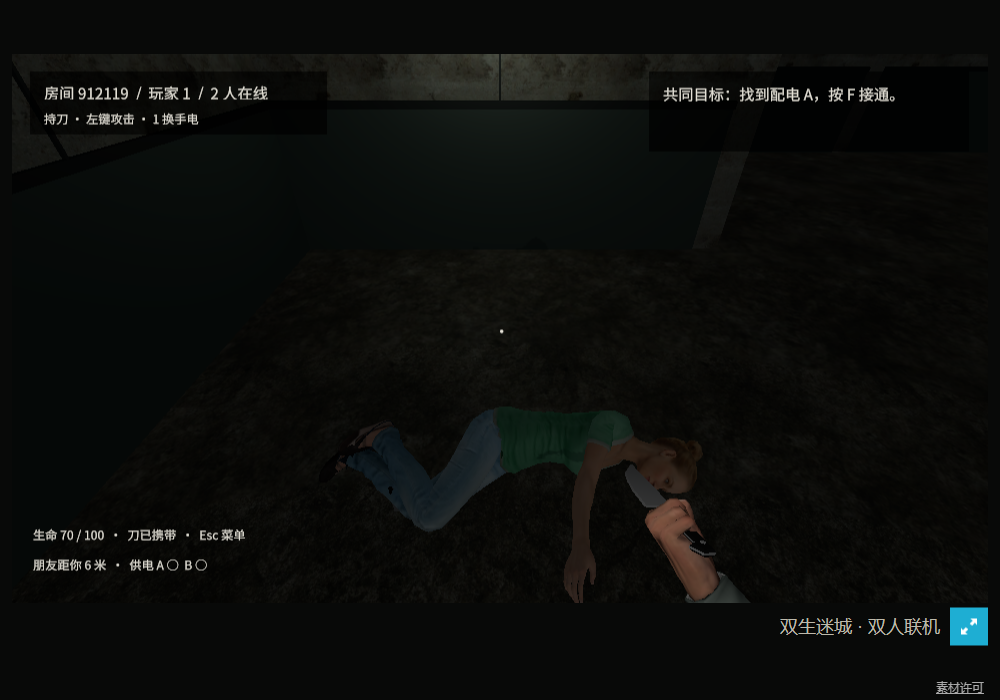 房间 912119 / 玩家 1 / 2 人在线
持刀 · 左键攻击 · 1 换手电
共同目标：找到配电 A，按 F 接通。
生命 70 / 100 · 刀已携带 · Esc 菜单
朋友距你 6 米 · 供电 A ○ B ○
双生迷城 · 双人联机
素材许可